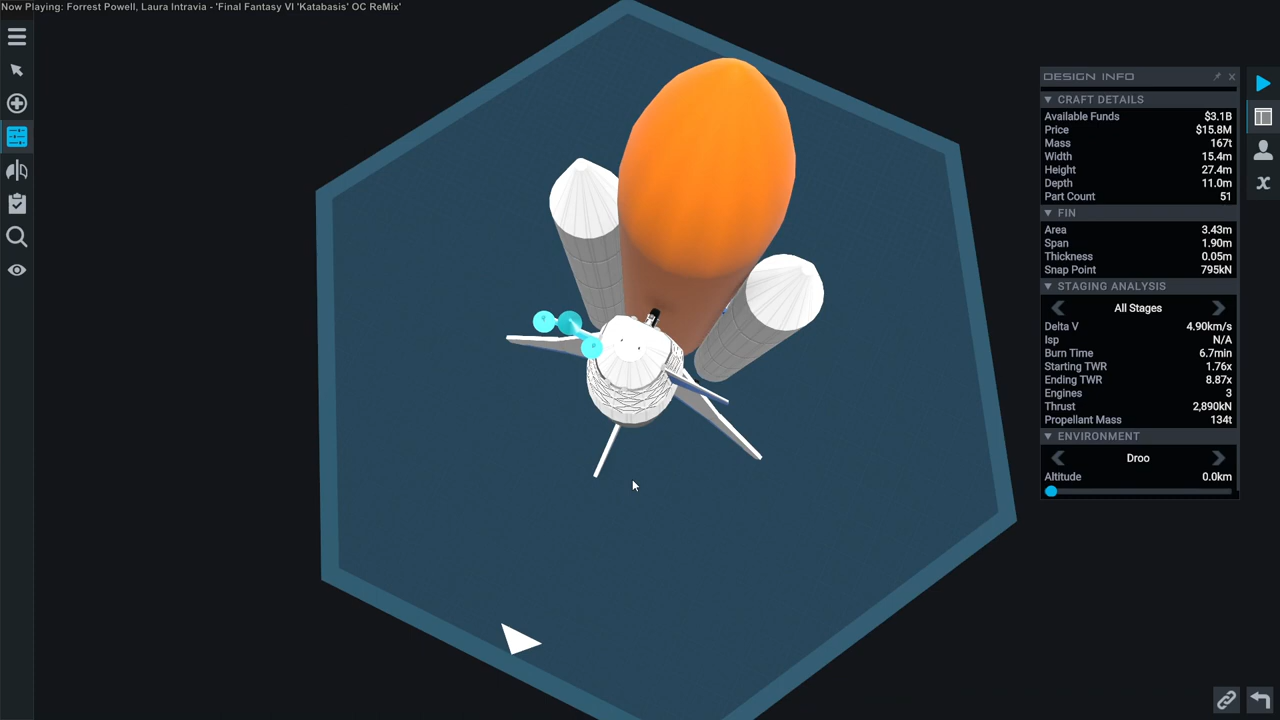 Now Playing: Forrest Powell, Laura Intravia - 'Final Fantasy VI 'Katabasis' OC ReMix'
DESIGN INFO
CRAFT DETAILS
Available Funds $3.1B
Price $15.8M
Mass 167t
Width 15.4m
Height 27.4m
Depth 11.0m
Part Count 51
FIN
Area 3.43m
Span 1.90m
Thickness 0.05m
Snap Point 795kN
STAGING ANALYSIS
All Stages
Delta V 4.90km/s
Isp N/A
Burn Time 6.7min
Starting TWR 1.76x
Ending TWR 8.87x
Engines 3
Thrust 2,890kN
Propellant Mass 134t
ENVIRONMENT
Droo
Altitude 0.0km